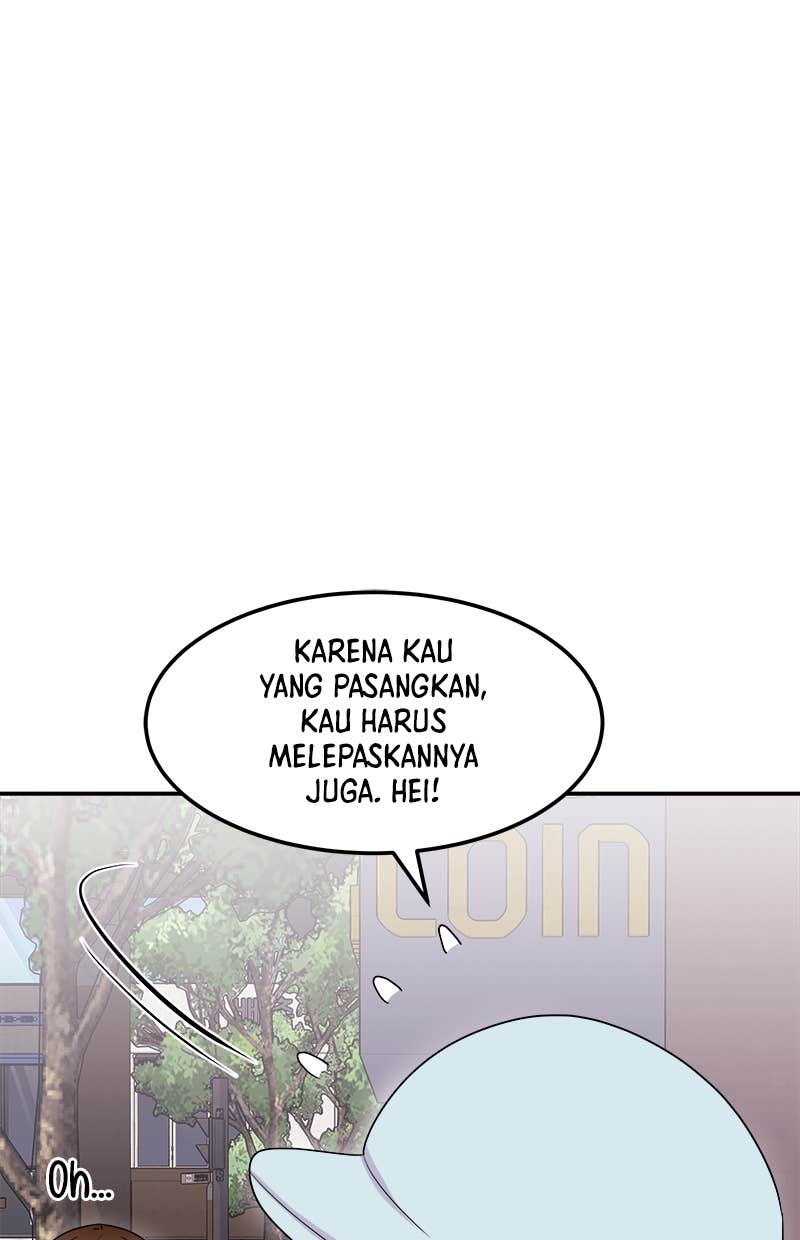 KARENA KAU
YANG PASANGKAN,
KAU HARUS
MELEPASKANNYA
JUGA. HEI!
COIN
Oh...